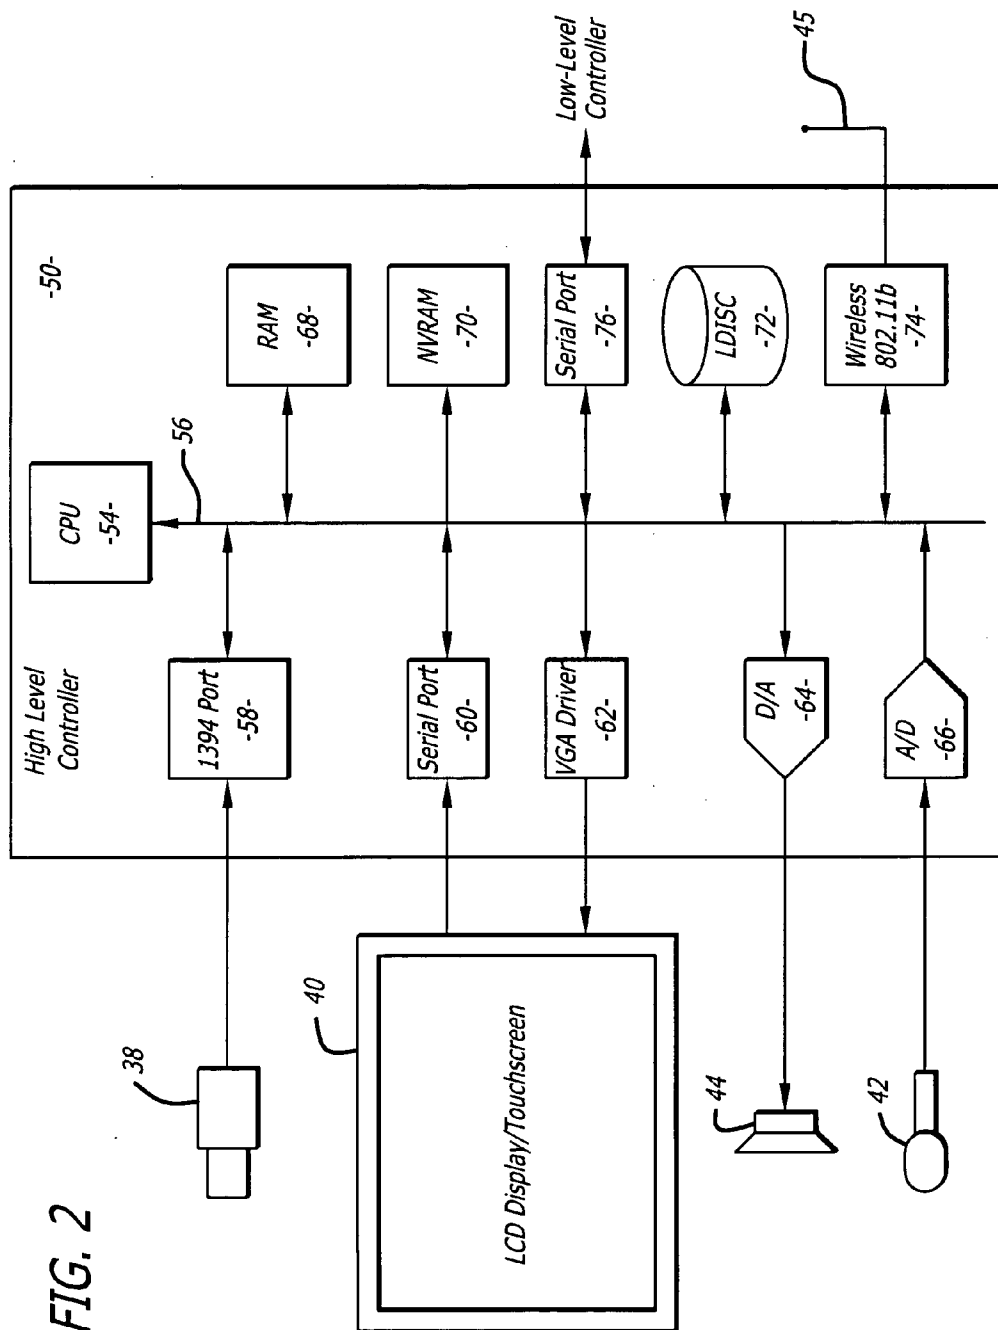 FIG. 2
High Level
Controller
-50-
CPU
-54-
56
38
1394 Port
-58-
RAM
-68-
40
LCD Display/Touchscreen
Serial Port
-60-
NVRAM
-70-
VGA Driver
-62-
Serial Port
-76-
Low-Level
Controller
LDISC
-72-
44
D/A
-64-
42
A/D
-66-
Wireless
802.11b
-74-
45